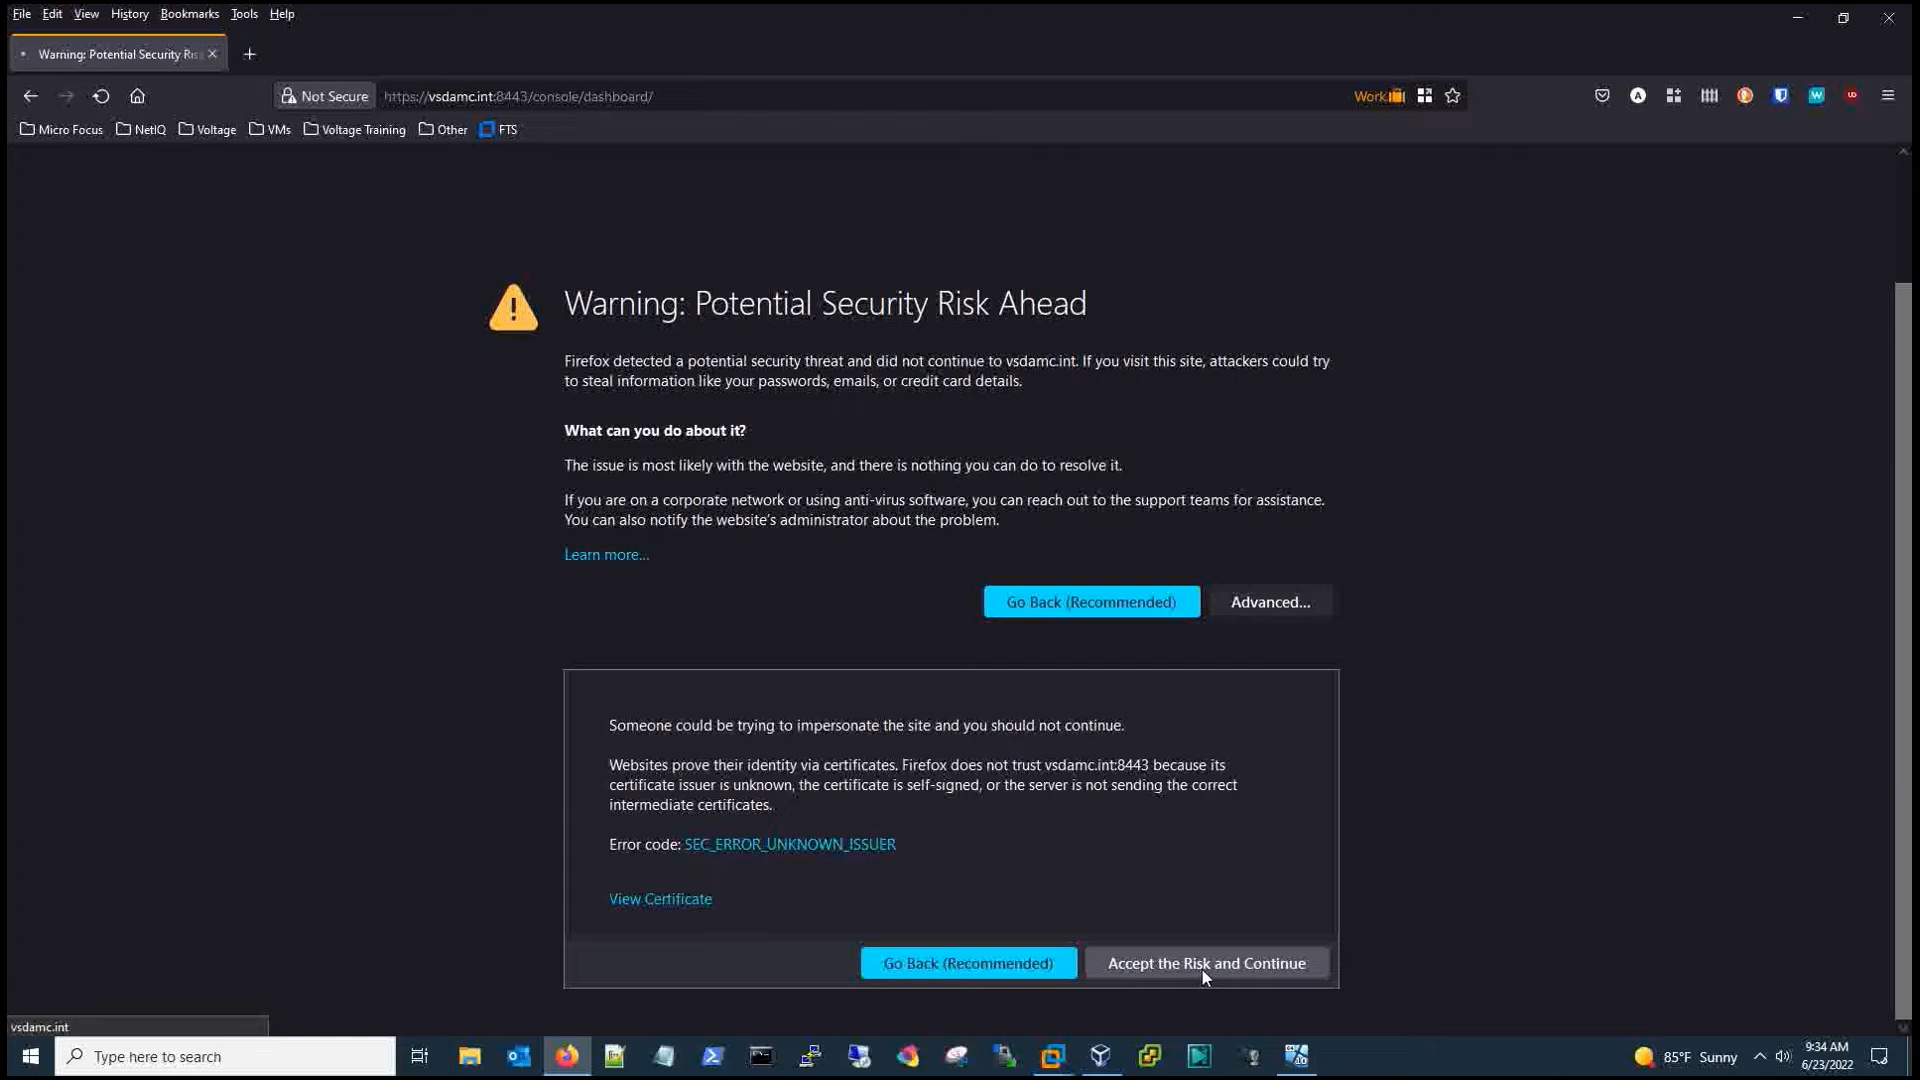 File Edit View History Bookmarks Tools Help
Warning: Potential Security Ris
Not Secure https://vsdamc.int:8443/console/dashboard/ Work
Micro Focus NetIQ Voltage VMs Voltage Training Other FTS
Warning: Potential Security Risk Ahead
Firefox detected a potential security threat and did not continue to vsdamc.int. If you visit this site, attackers could try
to steal information like your passwords, emails, or credit card details.
What can you do about it?
The issue is most likely with the website, and there is nothing you can do to resolve it.
If you are on a corporate network or using anti-virus software, you can reach out to the support teams for assistance.
You can also notify the website's administrator about the problem.
Learn more...
Go Back (Recommended) Advanced...
Someone could be trying to impersonate the site and you should not continue.
Websites prove their identity via certificates. Firefox does not trust vsdamc.int:8443 because its
certificate issuer is unknown, the certificate is self-signed, or the server is not sending the correct
intermediate certificates.
Error code: SEC_ERROR_UNKNOWN_ISSUER
View Certificate
Go Back (Recommended) Accept the Risk and Continue
vsdamc.int
Type here to search
85°F Sunny
9:34 AM
6/23/2022